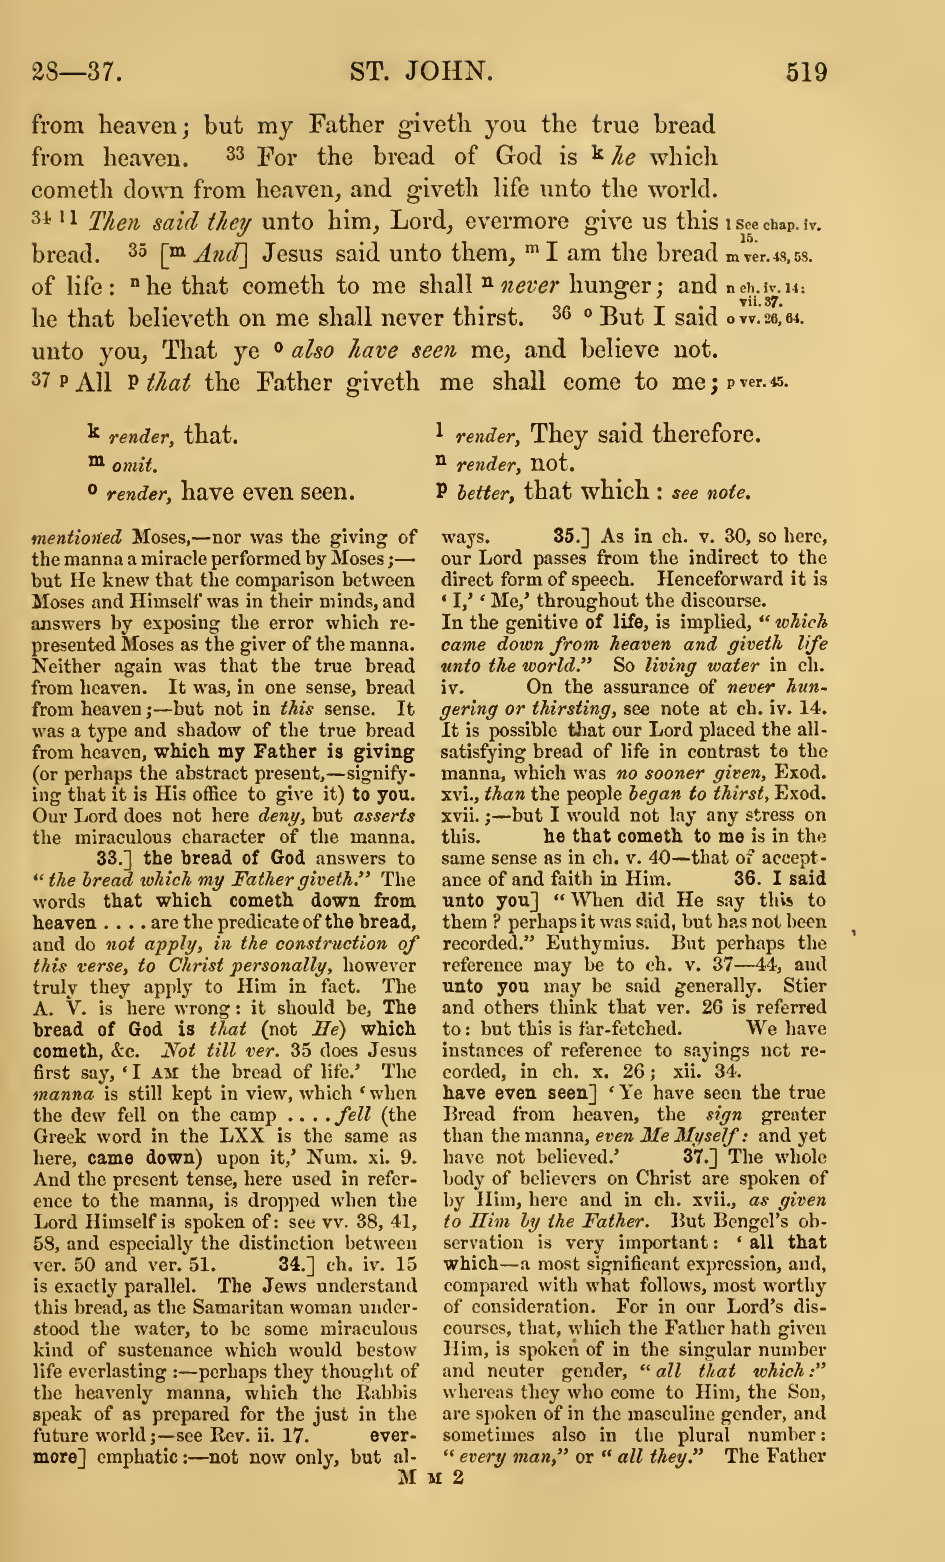 28—37.    ST. JOHN.    519
from heaven; but my Father giveth you the true bread
from heaven. 33 For the bread of God is k he which
cometh down from heaven, and giveth life unto the world.
34 l l Then said they unto him, Lord, evermore give us this
bread. 35 [m And] Jesus said unto them, m I am the bread
of life: n he that cometh to me shall n never hunger; and
he that believeth on me shall never thirst. 36 o But I said
unto you, That ye o also have seen me, and believe not.
37 p All p that the Father giveth me shall come to me;
l See chap. iv.
15.
m ver. 48, 58.
n ch. iv. 14:
vii. 37.
o vv. 26, 64.
p ver. 45.
k render, that.
m omit.
o render, have even seen.
l render, They said therefore.
n render, not.
p better, that which: see note.
mentioned Moses,—nor was the giving of
the manna a miracle performed by Moses;—
but He knew that the comparison between
Moses and Himself was in their minds, and
answers by exposing the error which re-
presented Moses as the giver of the manna.
Neither again was that the true bread
from heaven. It was, in one sense, bread
from heaven;—but not in this sense. It
was a type and shadow of the true bread
from heaven, which my Father is giving
(or perhaps the abstract present,—signify-
ing that it is His office to give it) to you.
Our Lord does not here deny, but asserts
the miraculous character of the manna.
33.] the bread of God answers to
“the bread which my Father giveth.” The
words that which cometh down from
heaven . . . . are the predicate of the bread,
and do not apply, in the construction of
this verse, to Christ personally, however
truly they apply to Him in fact. The
A. V. is here wrong: it should be, The
bread of God is that (not He) which
cometh, &c. Not till ver. 35 does Jesus
first say, ‘I AM the bread of life.’ The
manna is still kept in view, which ‘when
the dew fell on the camp . . . . fell (the
Greek word in the LXX is the same as
here, came down) upon it,’ Num. xi. 9.
And the present tense, here used in refer-
ence to the manna, is dropped when the
Lord Himself is spoken of: see vv. 38, 41,
58, and especially the distinction between
ver. 50 and ver. 51. 34.] ch. iv. 15
is exactly parallel. The Jews understand
this bread, as the Samaritan woman under-
stood the water, to be some miraculous
kind of sustenance which would bestow
life everlasting:—perhaps they thought of
the heavenly manna, which the Rabbis
speak of as prepared for the just in the
future world;—see Rev. ii. 17. ever-
more] emphatic:—not now only, but al-
ways. 35.] As in ch. v. 30, so here,
our Lord passes from the indirect to the
direct form of speech. Henceforward it is
‘I,’ ‘Me,’ throughout the discourse.
In the genitive of life, is implied, “which
came down from heaven and giveth life
unto the world.” So living water in ch.
iv. On the assurance of never hun-
gering or thirsting, see note at ch. iv. 14.
It is possible that our Lord placed the all-
satisfying bread of life in contrast to the
manna, which was no sooner given, Exod.
xvi., than the people began to thirst, Exod.
xvii.;—but I would not lay any stress on
this. he that cometh to me is in the
same sense as in ch. v. 40—that of accept-
ance of and faith in Him. 36. I said
unto you] “When did He say this to
them? perhaps it was said, but has not been
recorded.” Euthymius. But perhaps the
reference may be to ch. v. 37—44, and
unto you may be said generally. Stier
and others think that ver. 26 is referred
to: but this is far-fetched. We have
instances of reference to sayings not re-
corded, in ch. x. 26; xii. 34.
have even seen] ‘Ye have seen the true
Bread from heaven, the sign greater
than the manna, even Me Myself: and yet
have not believed.’ 37.] The whole
body of believers on Christ are spoken of
by Him, here and in ch. xvii., as given
to Him by the Father. But Bengel’s ob-
servation is very important: ‘all that
which—a most significant expression, and,
compared with what follows, most worthy
of consideration. For in our Lord’s dis-
courses, that, which the Father hath given
Him, is spoken of in the singular number
and neuter gender, “all that which:”
whereas they who come to Him, the Son,
are spoken of in the masculine gender, and
sometimes also in the plural number:
“every man,” or “all they.” The Father
M M 2